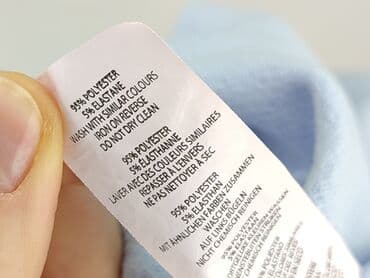 95% POLYESTER
5% ELASTANE
WASH WITH SIMILAR COLOURS
IRON ON REVERSE
DO NOT DRY CLEAN
95% POLYESTER
5% ELASTHANNE
LAVER AVEC DES COULEURS SIMILAIRES
REPASSER À L'ENVERS
NE PAS NETTOYER À SEC
95% POLYESTER
5% ELASTHAN
MIT ÄHNLICHEN FARBEN ZUSAMMEN
WASCHEN
AUF LINKS BÜGELN
NICHT CHEMISCH REINIGEN